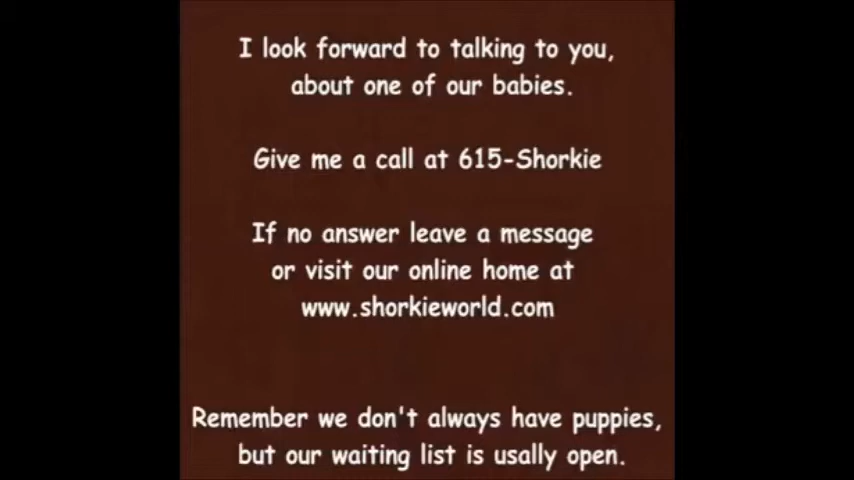 I look forward to talking to you,
about one of our babies.
Give me a call at 615-Shorkie
If no answer leave a message
or visit our online home at
www.shorkieworld.com
Remember we don't always have puppies,
but our waiting list is usally open.